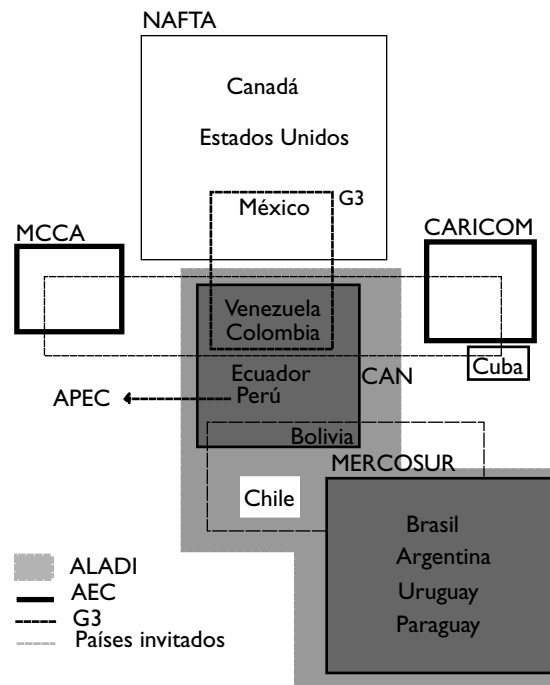 NAFTA
Canadá
Estados Unidos
México
G3
MCCA
CARICOM
Venezuela
Colombia
Cuba
Ecuador
CAN
APEC
Perú
Bolivia
MERCOSUR
Chile
Brasil
Argentina
Uruguay
Paraguay
ALADI
AEC
G3
Países invitados